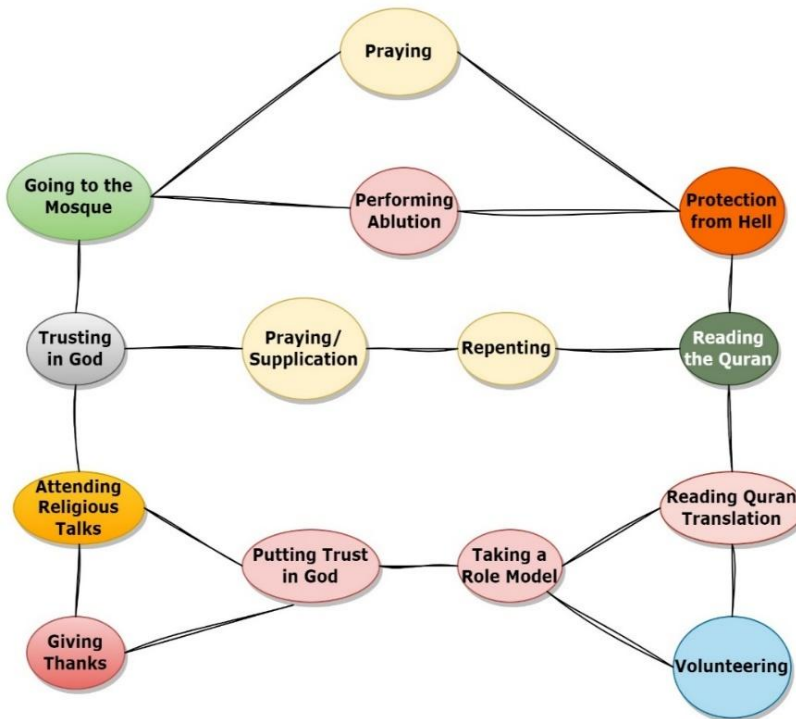 Praying
Going to the
Mosque
Performing
Ablution
Protection
from Hell
Trusting
in God
Praying/
Supplication
Repenting
Reading
the Quran
Attending
Religious
Talks
Reading Quran
Translation
Putting Trust
in God
Taking a
Role Model
Giving
Thanks
Volunteering